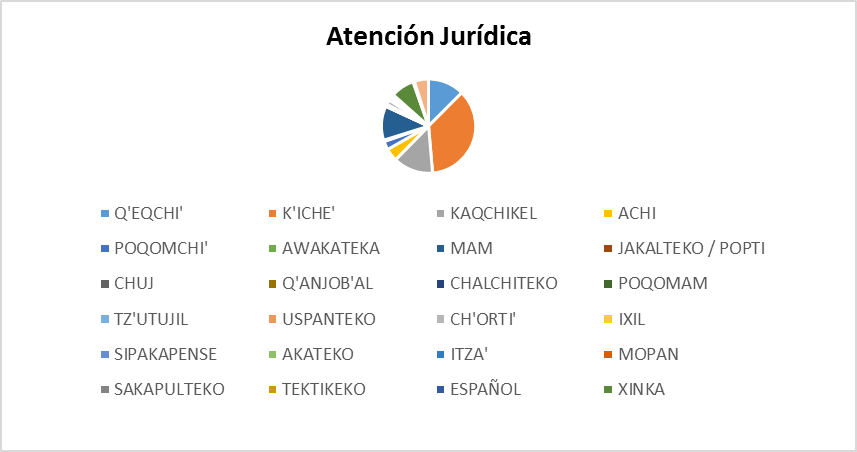 Atención Jurídica
Q'EQCHI' K'ICHE' KAQCHIKEL ACHI
POQOMCHI' AWAKATEKA MAM JAKALTEKO / POPTI
CHUJ Q'ANJOB'AL CHALCHITEKO POQOMAM
TZ'UTUJIL USPANTEKO CH'ORTI' IXIL
SIPAKAPENSE AKATEKO ITZA' MOPAN
SAKAPULTEKO TEKTIKEKO ESPAÑOL XINKA